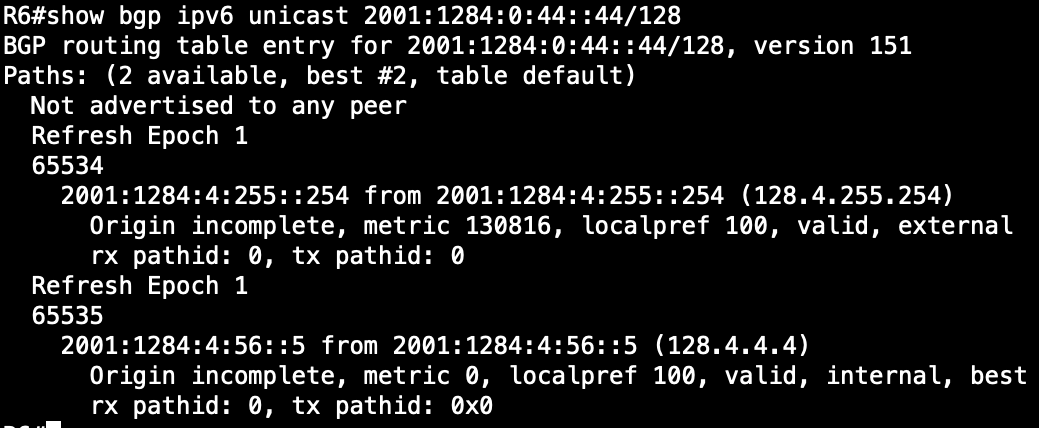 R6#show bgp ipv6 unicast 2001:1284:0:44::44/128
BGP routing table entry for 2001:1284:0:44::44/128, version 151
Paths: (2 available, best #2, table default)
  Not advertised to any peer
  Refresh Epoch 1
  65534
    2001:1284:4:255::254 from 2001:1284:4:255::254 (128.4.255.254)
      Origin incomplete, metric 130816, localpref 100, valid, external
      rx pathid: 0, tx pathid: 0
  Refresh Epoch 1
  65535
    2001:1284:4:56::5 from 2001:1284:4:56::5 (128.4.4.4)
      Origin incomplete, metric 0, localpref 100, valid, internal, best
      rx pathid: 0, tx pathid: 0x0
R6#